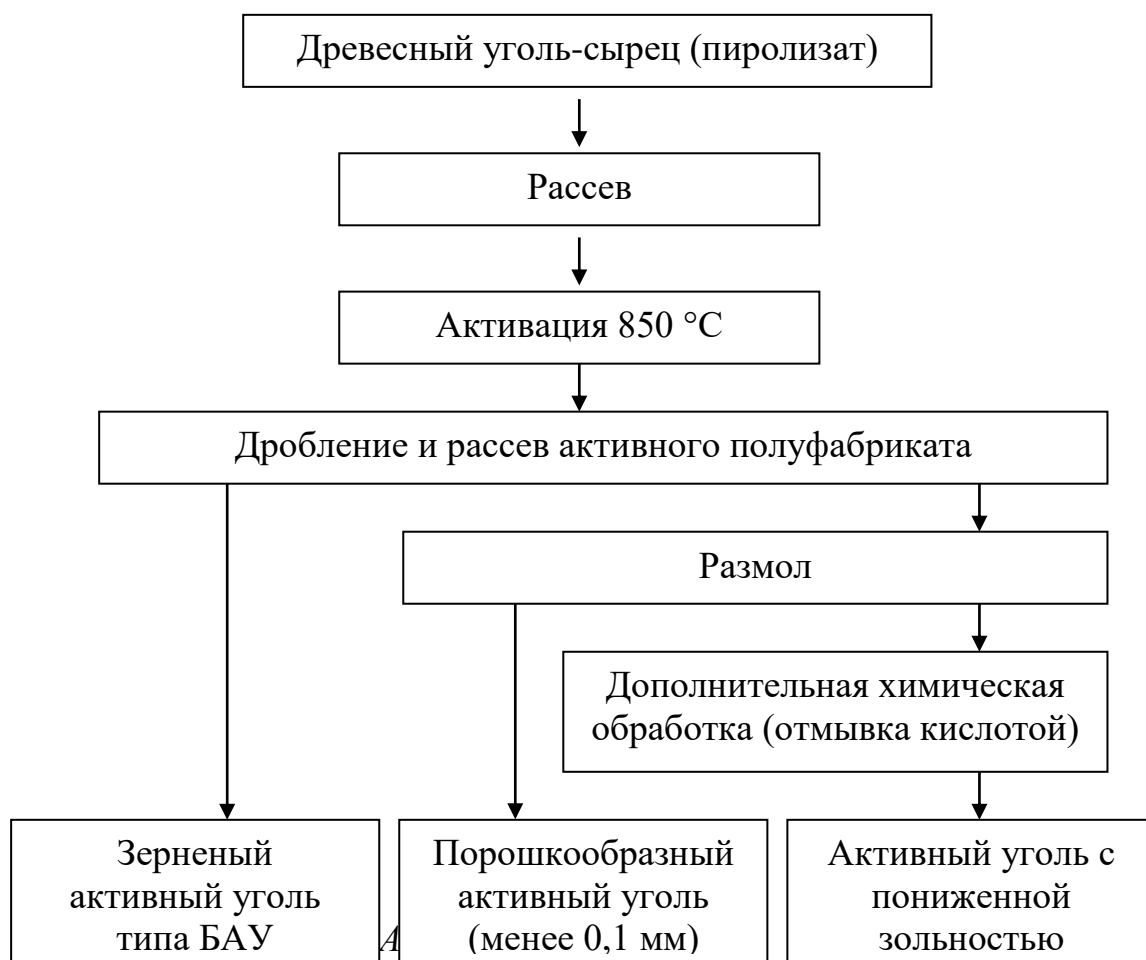 Древесный уголь-сырец (пиролизат)
Рассев
Активация 850 °С
Дробление и рассев активного полуфабриката
Размол
Дополнительная химическая
обработка (отмывка кислотой)
Зерненый
активный уголь
типа БАУ
Порошкообразный
активный уголь
(менее 0,1 мм)
Активный уголь с
пониженной
зольностью